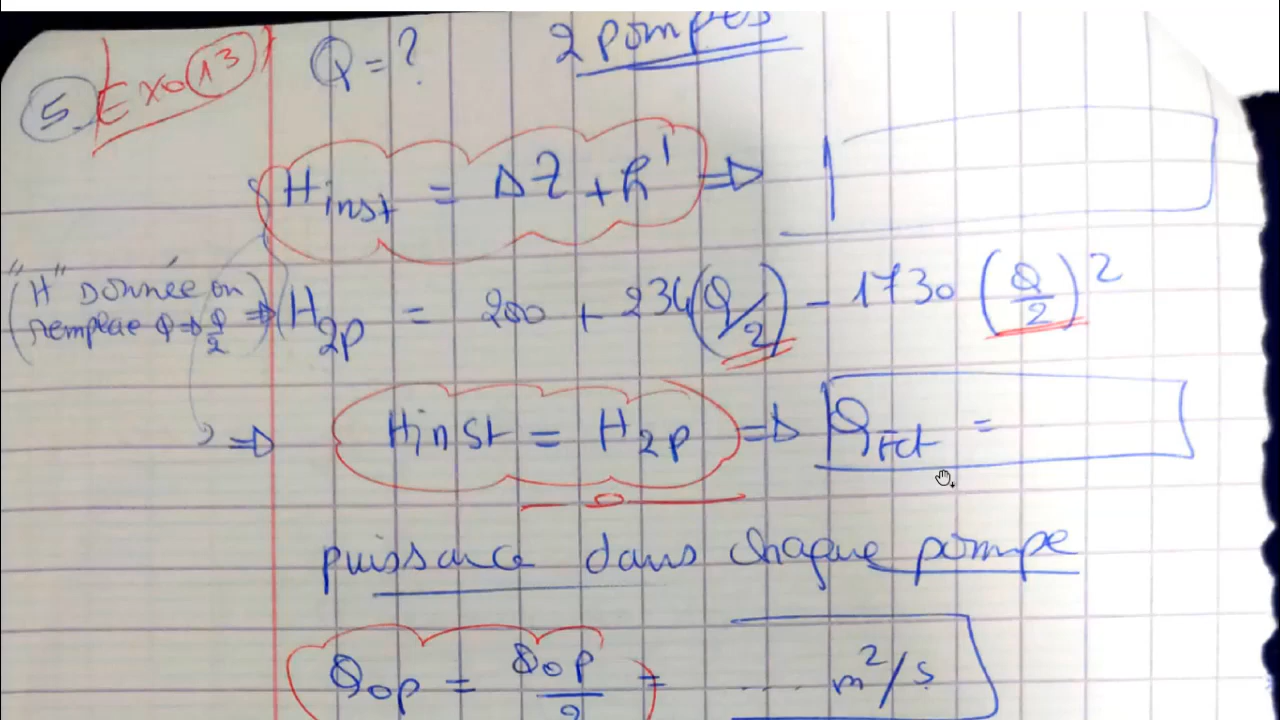 5 Exo 13 Q = ? 2 pompes
H inst = ΔZ + h' ⇒
"H" Donnée on
remplace Q → Q/2 ⇒ H2p = 200 + 234 (Q/2) - 1730 (Q/2)²
⇒ Hinst = H2p ⇒ QFct =
puissance dans chaque pompe
Qop = Qop/2 = .... m²/s